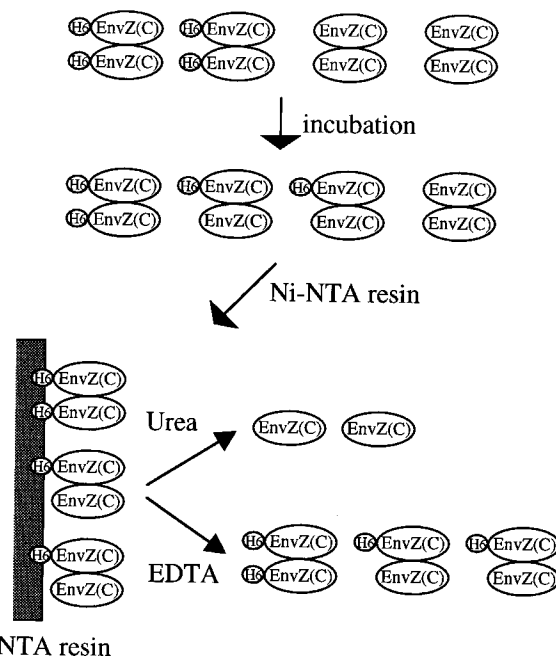 H6 EnvZ(C) H6 EnvZ(C) EnvZ(C) EnvZ(C)
H6 EnvZ(C) H6 EnvZ(C) EnvZ(C) EnvZ(C)
incubation
H6 EnvZ(C) H6 EnvZ(C) H6 EnvZ(C) EnvZ(C)
H6 EnvZ(C) EnvZ(C) EnvZ(C) EnvZ(C)
Ni-NTA resin
H6 EnvZ(C)
H6 EnvZ(C)
Urea
EnvZ(C) EnvZ(C)
H6 EnvZ(C)
EnvZ(C)
H6 EnvZ(C) H6 EnvZ(C) H6 EnvZ(C)
H6 EnvZ(C)
EDTA
H6 EnvZ(C) EnvZ(C) EnvZ(C)
EnvZ(C)
NTA resin